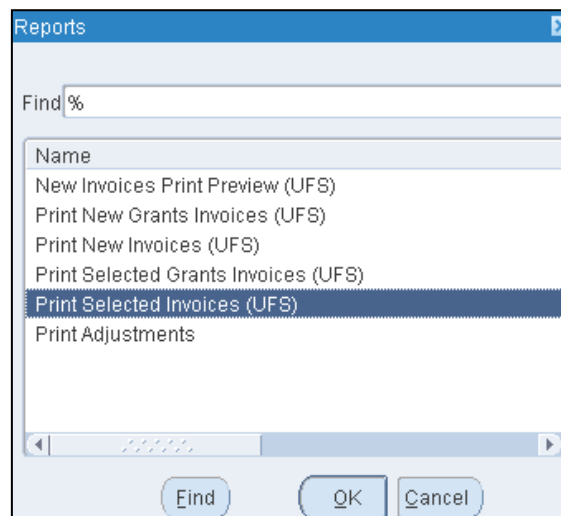 Reports
Find %
Name
New Invoices Print Preview (UFS)
Print New Grants Invoices (UFS)
Print New Invoices (UFS)
Print Selected Grants Invoices (UFS)
Print Selected Invoices (UFS)
Print Adjustments
Find OK Cancel